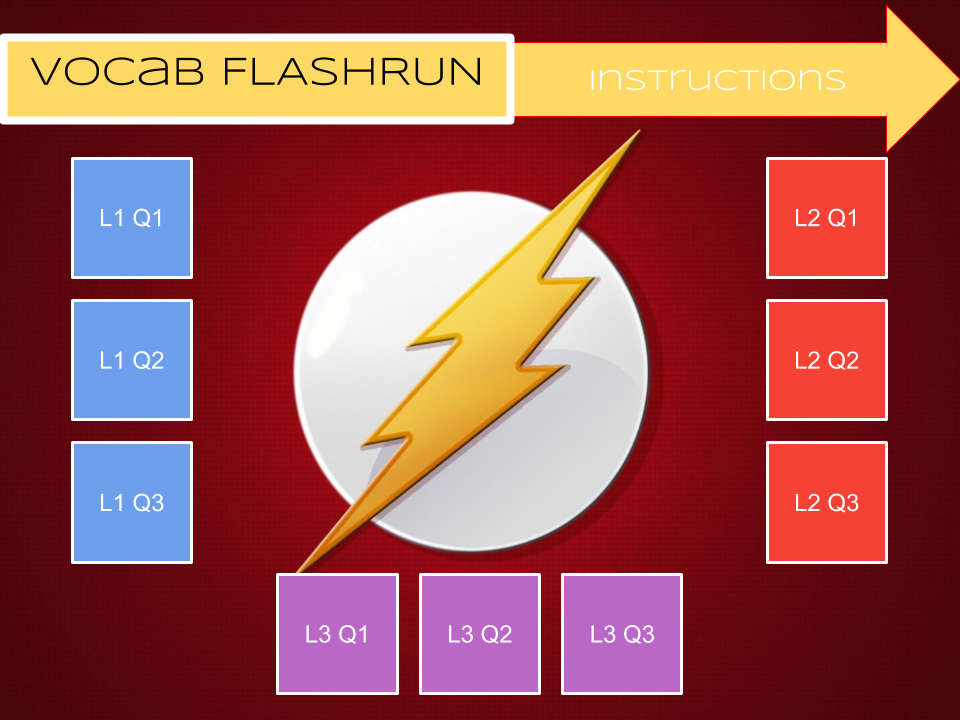 Vocab FLASHRUN
Instructions
L1 Q1
L2 Q1
L1 Q2
L2 Q2
L1 Q3
L2 Q3
L3 Q1
L3 Q2
L3 Q3